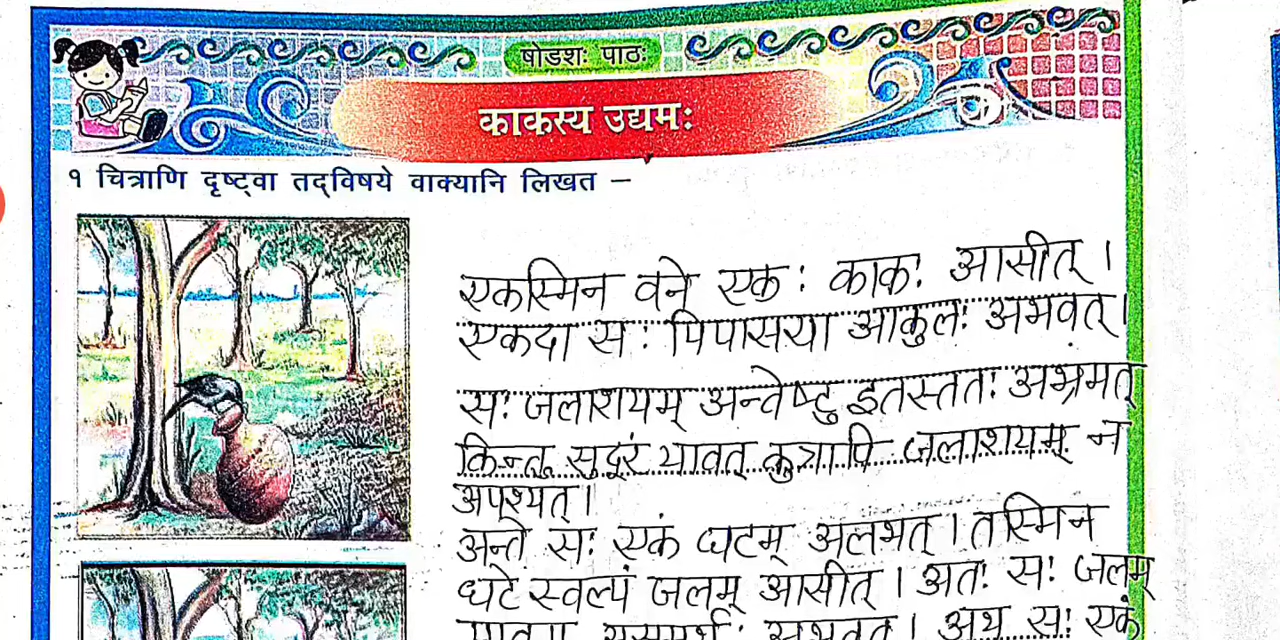 षोडशः पाठः
काकस्य उद्यमः
१ चित्राणि दृष्ट्वा तद्विषये वाक्यानि लिखत –
एकस्मिन वने एकः काकः आसीत् ।
एकदा सः पिपासया आकुलः अभवत् ।
सः जलाशयम् अन्वेष्टु इतस्ततः अभ्रमत्
किन्तु सुदूरं यावत् कुत्रापि जलाशयम् न
अपश्यत् ।
अन्ते सः एकं घटम् अलभत् । तस्मिन
घटे स्वल्पं जलम् आसीत् । अतः सः जलम्
अथ सः एकं